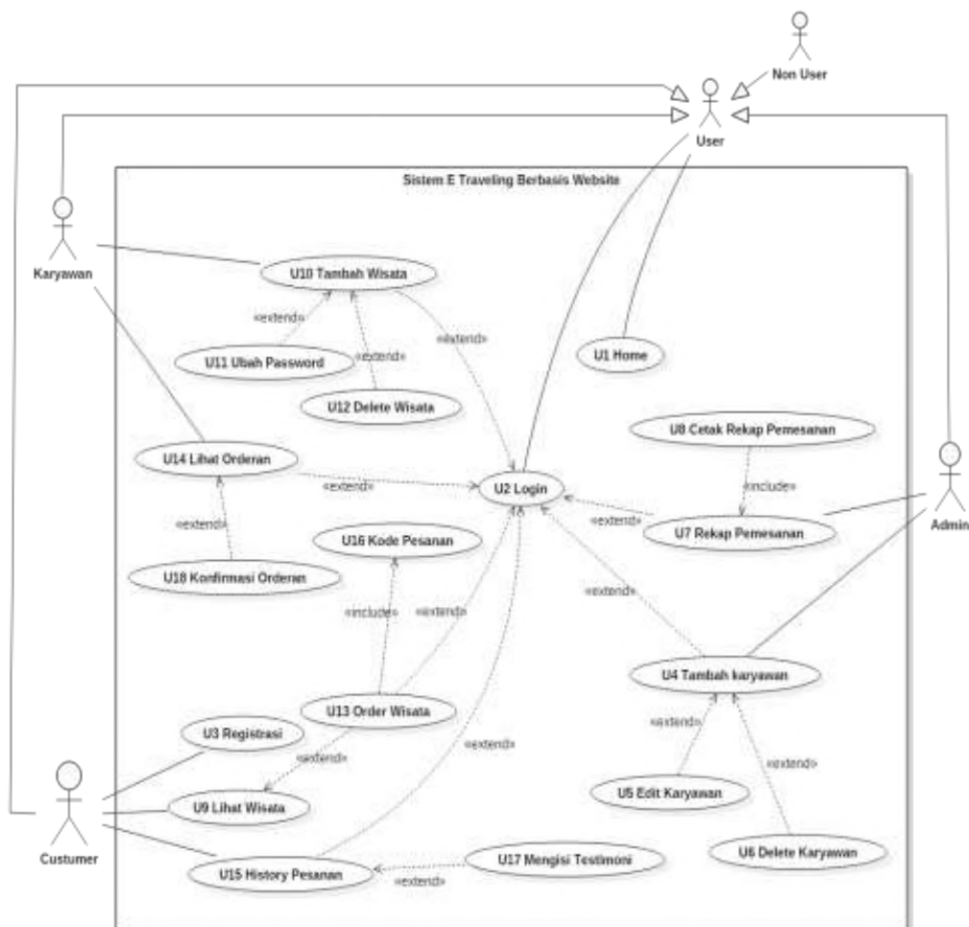 Non User
User
Sistem E Traveling Berbasis Website
Karyawan
U10 Tambah Wisata
«extend»
«extend»
U1 Home
«extend»
U11 Ubah Password
U12 Delete Wisata
U8 Cetak Rekap Pemesanan
U14 Lihat Orderan
«extend»
U2 Login
«include»
«extend»
«extend»
U7 Rekap Pemesanan
Admin
U16 Kode Pesanan
U18 Konfirmasi Orderan
«extend»
«include»
«extend»
U4 Tambah karyawan
U13 Order Wisata
«extend»
U3 Registrasi
«extend»
«extend»
«extend»
U5 Edit Karyawan
U9 Lihat Wisata
Custumer
U17 Mengisi Testimoni
U6 Delete Karyawan
U15 History Pesanan
«extend»